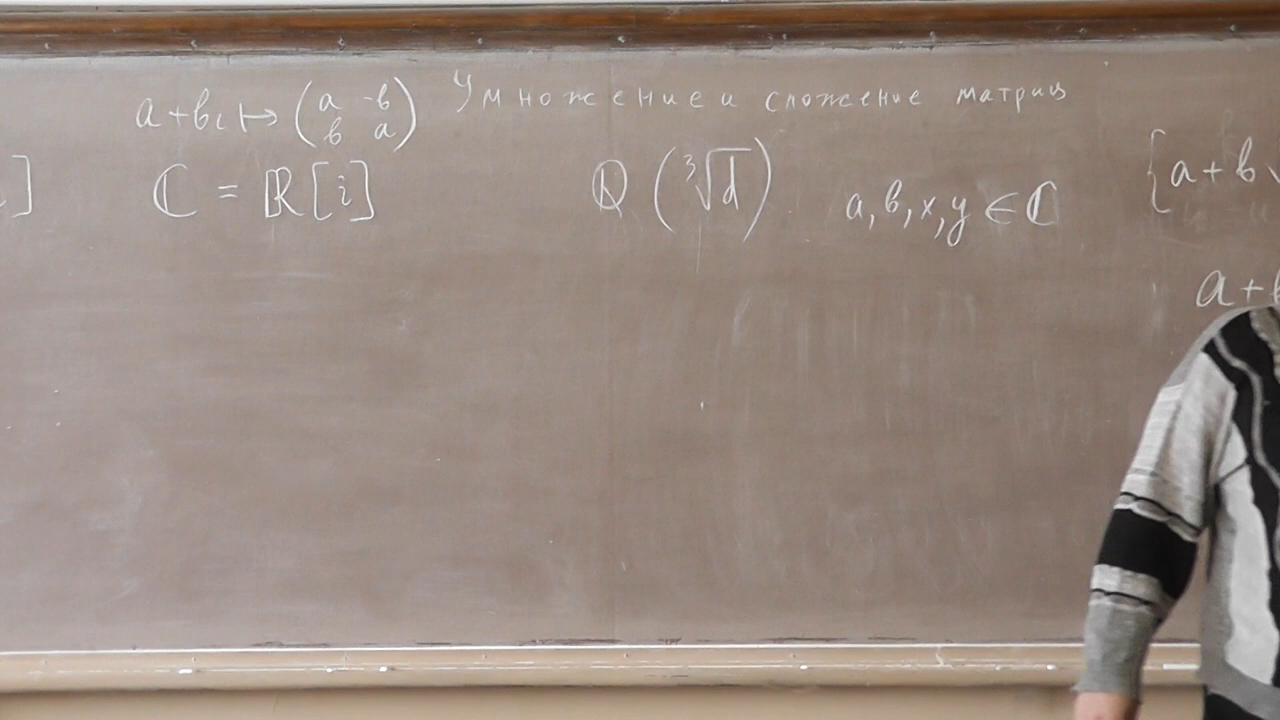 a + bi ↦ ( a -b ; b a ) Умножение и сложение матриц
] ℂ = ℝ[i] ℚ(∛d) a, b, x, y ∈ ℂ { a + b √
a + b